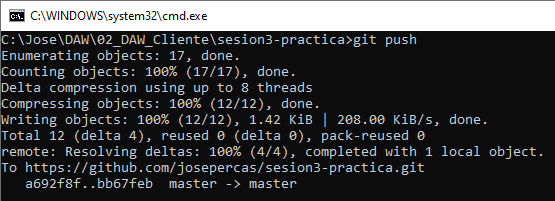 C:\WINDOWS\system32\cmd.exe
C:\Jose\DAW\02_DAW_Cliente\sesion3-practica>git push
Enumerating objects: 17, done.
Counting objects: 100% (17/17), done.
Delta compression using up to 8 threads
Compressing objects: 100% (12/12), done.
Writing objects: 100% (12/12), 1.42 KiB | 208.00 KiB/s, done.
Total 12 (delta 4), reused 0 (delta 0), pack-reused 0
remote: Resolving deltas: 100% (4/4), completed with 1 local object.
To https://github.com/josepercas/sesion3-practica.git
   a692f8f..bb67feb  master -> master